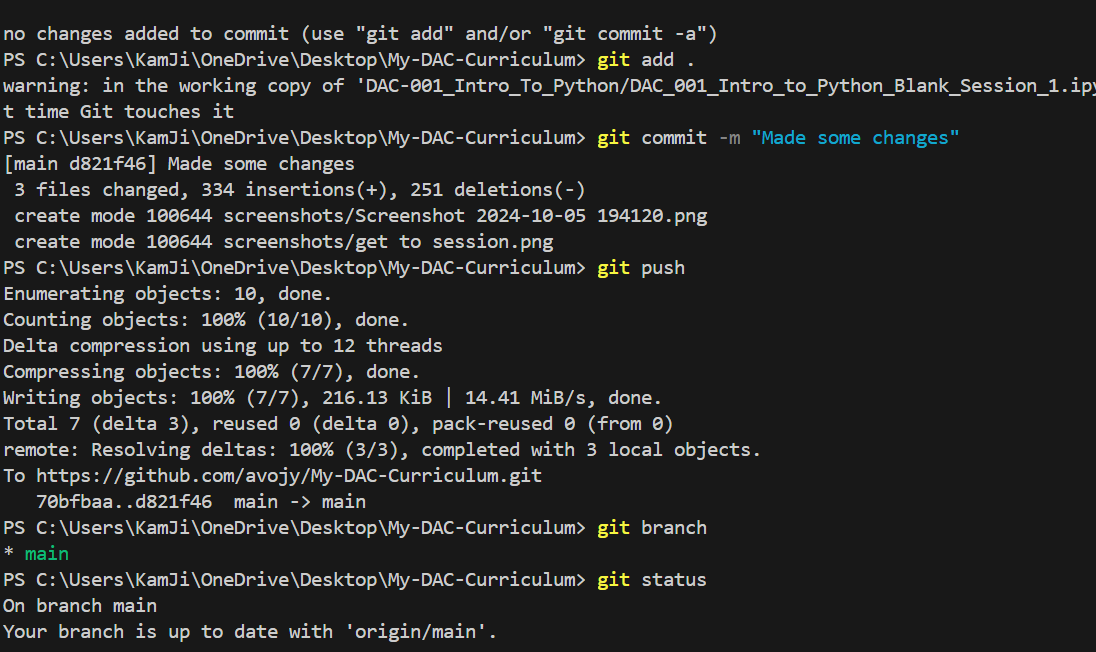 no changes added to commit (use "git add" and/or "git commit -a")
PS C:\Users\KamJi\OneDrive\Desktop\My-DAC-Curriculum> git add .
warning: in the working copy of 'DAC-001_Intro_To_Python/DAC_001_Intro_to_Python_Blank_Session_1.ipy
t time Git touches it
PS C:\Users\KamJi\OneDrive\Desktop\My-DAC-Curriculum> git commit -m "Made some changes"
[main d821f46] Made some changes
 3 files changed, 334 insertions(+), 251 deletions(-)
 create mode 100644 screenshots/Screenshot 2024-10-05 194120.png
 create mode 100644 screenshots/get to session.png
PS C:\Users\KamJi\OneDrive\Desktop\My-DAC-Curriculum> git push
Enumerating objects: 10, done.
Counting objects: 100% (10/10), done.
Delta compression using up to 12 threads
Compressing objects: 100% (7/7), done.
Writing objects: 100% (7/7), 216.13 KiB | 14.41 MiB/s, done.
Total 7 (delta 3), reused 0 (delta 0), pack-reused 0 (from 0)
remote: Resolving deltas: 100% (3/3), completed with 3 local objects.
To https://github.com/avojy/My-DAC-Curriculum.git
   70bfbaa..d821f46  main -> main
PS C:\Users\KamJi\OneDrive\Desktop\My-DAC-Curriculum> git branch
* main
PS C:\Users\KamJi\OneDrive\Desktop\My-DAC-Curriculum> git status
On branch main
Your branch is up to date with 'origin/main'.